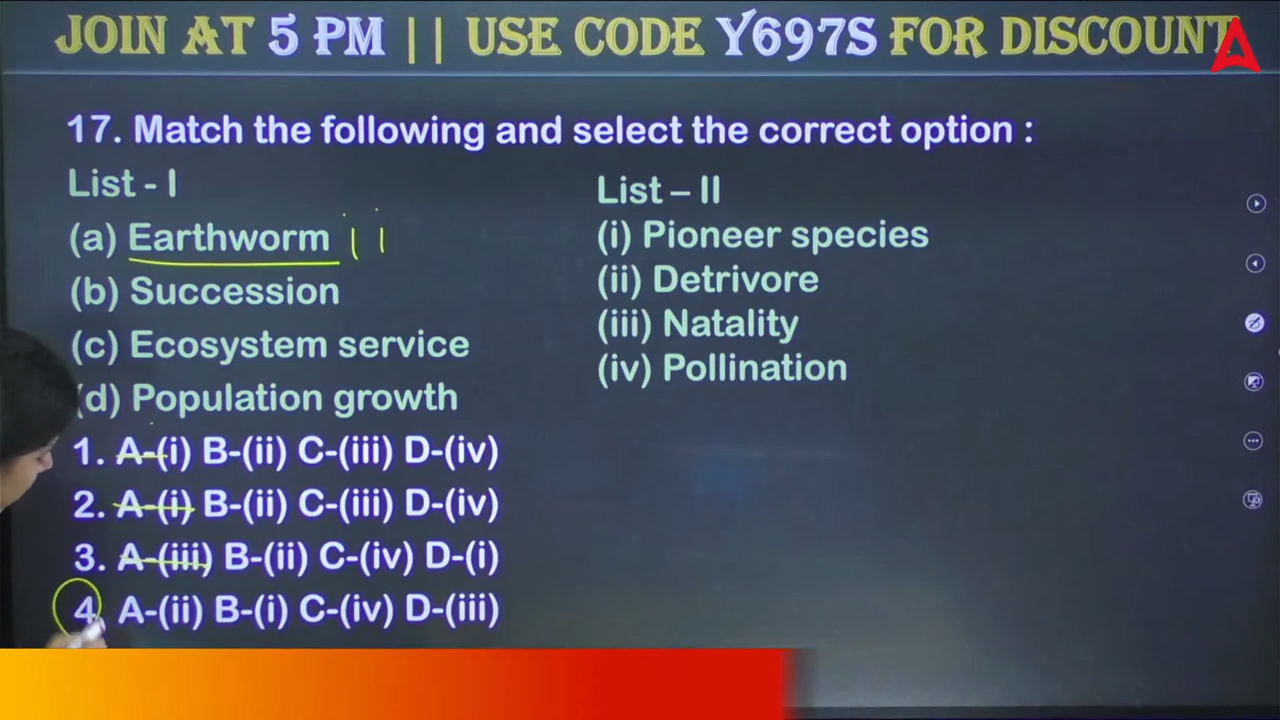 JOIN AT 5 PM || USE CODE Y697S FOR DISCOUNT
17. Match the following and select the correct option :
List - I
(a) Earthworm ii
(b) Succession
(c) Ecosystem service
(d) Population growth
List – II
(i) Pioneer species
(ii) Detrivore
(iii) Natality
(iv) Pollination
1. A-(i) B-(ii) C-(iii) D-(iv)
2. A-(i) B-(ii) C-(iii) D-(iv)
3. A-(iii) B-(ii) C-(iv) D-(i)
4. A-(ii) B-(i) C-(iv) D-(iii)